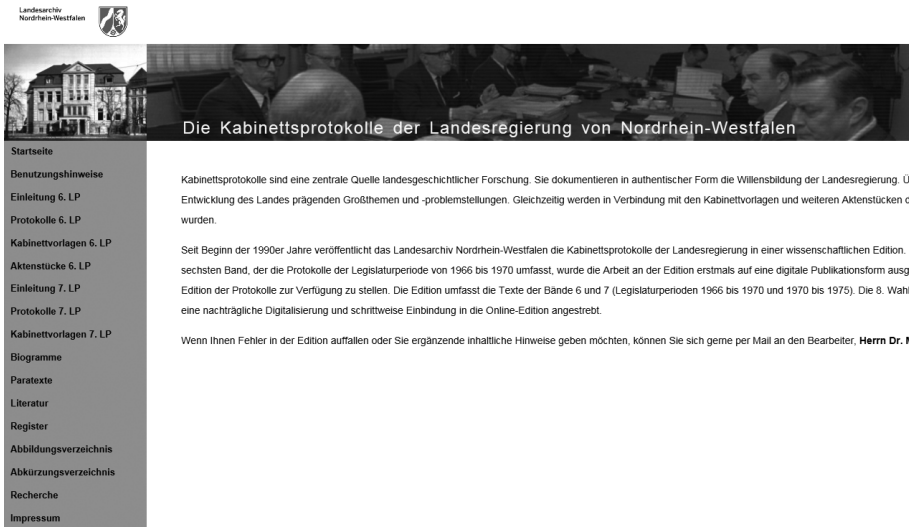 Landesarchiv
Nordrhein-Westfalen
Die Kabinettsprotokolle der Landesregierung von Nordrhein-Westfalen
Startseite
Benutzungshinweise
Einleitung 6. LP
Protokolle 6. LP
Kabinettvorlagen 6. LP
Aktenstücke 6. LP
Einleitung 7. LP
Protokolle 7. LP
Kabinettvorlagen 7. LP
Biogramme
Paratexte
Literatur
Register
Abbildungsverzeichnis
Abkürzungsverzeichnis
Recherche
Impressum
Kabinettsprotokolle sind eine zentrale Quelle landesgeschichtlicher Forschung. Sie dokumentieren in authentischer Form die Willensbildung der Landesregierung.
Entwicklung des Landes prägenden Großthemen und -problemstellungen. Gleichzeitig werden in Verbindung mit den Kabinettvorlagen und weiteren Aktenstücken
wurden.
Seit Beginn der 1990er Jahre veröffentlicht das Landesarchiv Nordrhein-Westfalen die Kabinettsprotokolle der Landesregierung in einer wissenschaftlichen Edition.
sechsten Band, der die Protokolle der Legislaturperiode von 1966 bis 1970 umfasst, wurde die Arbeit an der Edition erstmals auf eine digitale Publikationsform ausg
Edition der Protokolle zur Verfügung zu stellen. Die Edition umfasst die Texte der Bände 6 und 7 (Legislaturperioden 1966 bis 1970 und 1970 bis 1975). Die 8. Wahl
eine nachträgliche Digitalisierung und schrittweise Einbindung in die Online-Edition angestrebt.
Wenn Ihnen Fehler in der Edition auffallen oder Sie ergänzende inhaltliche Hinweise geben möchten, können Sie sich gerne per Mail an den Bearbeiter, Herrn Dr.